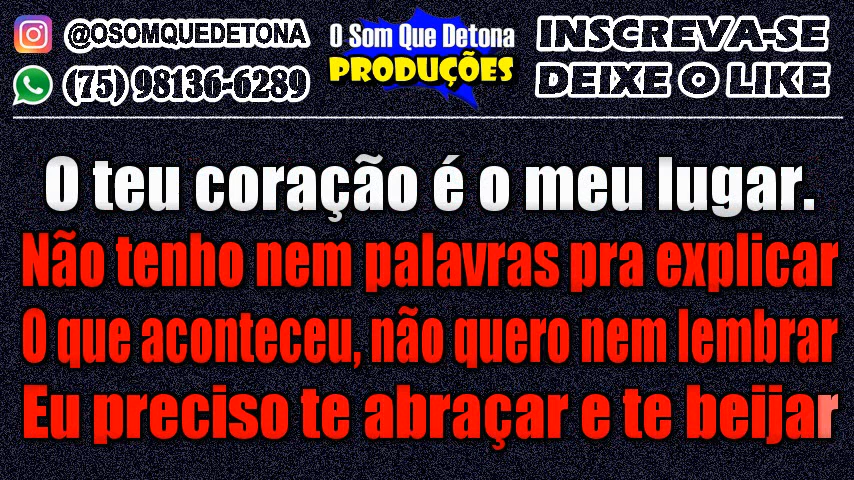 @OSOMQUEDETONA
(75) 98136-6289
O Som Que Detona
PRODUÇÕES
INSCREVA-SE
DEIXE O LIKE
O teu coração é o meu lugar.
Não tenho nem palavras pra explicar
O que aconteceu, não quero nem lembrar
Eu preciso te abraçar e te beijar